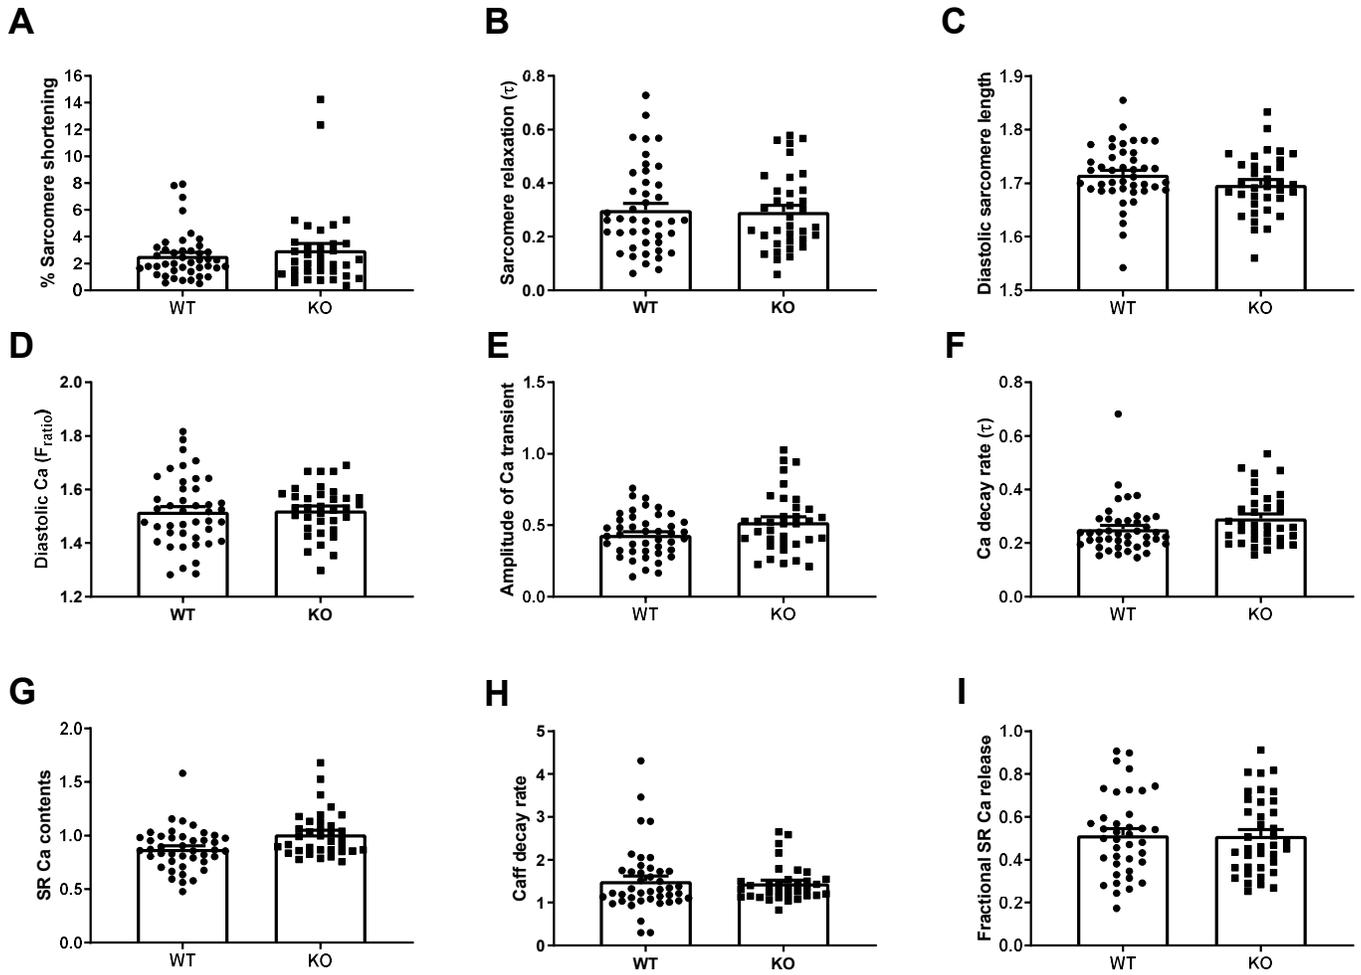 A
% Sarcomere shortening
16
14
12
10
8
6
4
2
0
WT
KO
B
Sarcomere relaxation (τ)
0.8
0.6
0.4
0.2
0.0
WT
KO
C
Diastolic sarcomere length
1.9
1.8
1.7
1.6
1.5
WT
KO
D
Diastolic Ca (Fratio)
2.0
1.8
1.6
1.4
1.2
WT
KO
E
Amplitude of Ca transient
1.5
1.0
0.5
0.0
WT
KO
F
Ca decay rate (τ)
0.8
0.6
0.4
0.2
0.0
WT
KO
G
SR Ca contents
2.0
1.5
1.0
0.5
0.0
WT
KO
H
Caff decay rate
5
4
3
2
1
0
WT
KO
I
Fractional SR Ca release
1.0
0.8
0.6
0.4
0.2
0.0
WT
KO